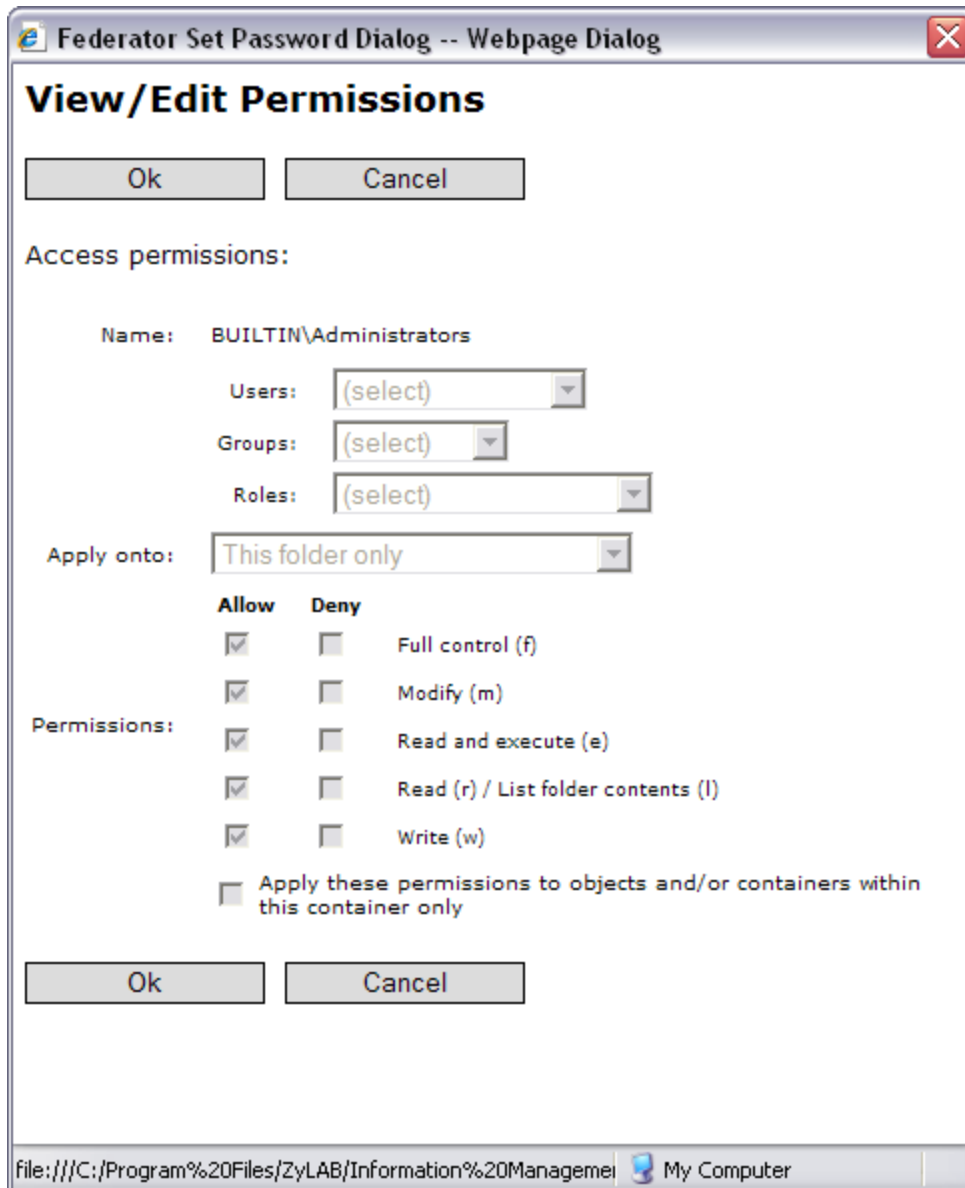 Federator Set Password Dialog -- Webpage Dialog
View/Edit Permissions
Ok Cancel
Access permissions:
Name: BUILTIN\Administrators
Users: (select)
Groups: (select)
Roles: (select)
Apply onto: This folder only
Allow Deny
Full control (f)
Modify (m)
Permissions:
Read and execute (e)
Read (r) / List folder contents (l)
Write (w)
Apply these permissions to objects and/or containers within
this container only
Ok Cancel
file:///C:/Program%20Files/ZyLAB/Information%20Managemei My Computer